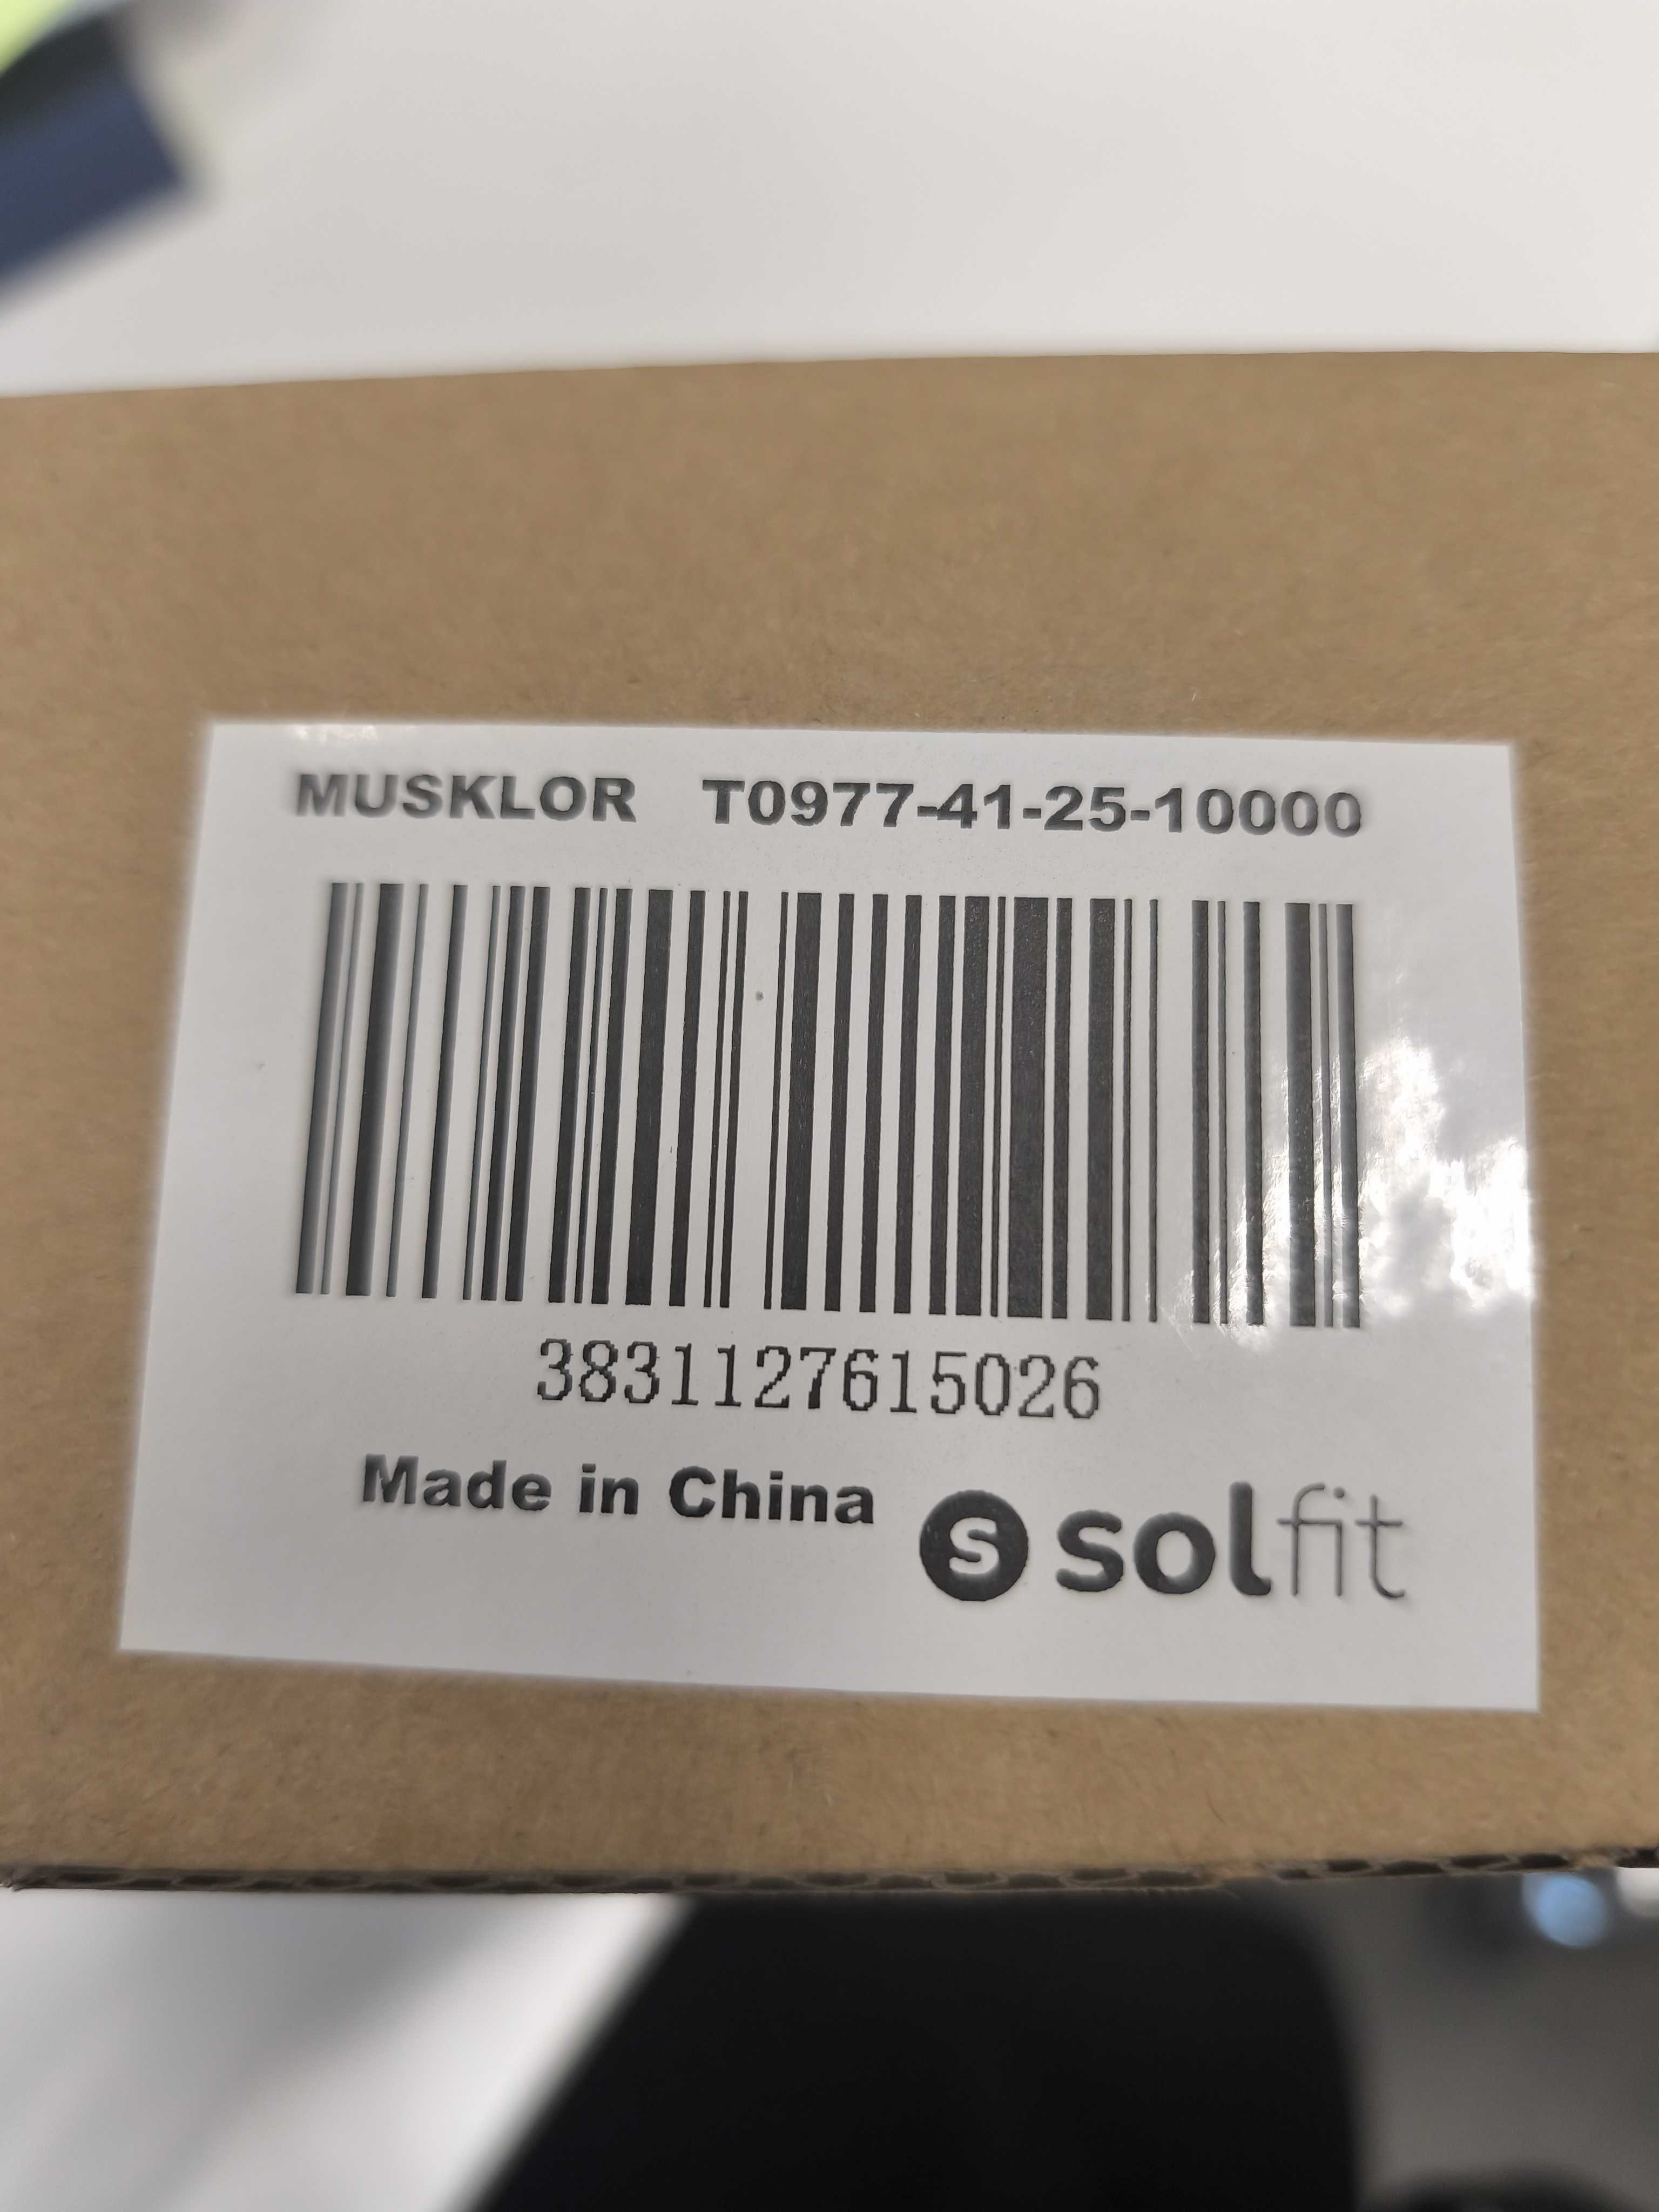 MUSKLOR T0977-41-25-10000
3831127615026
Made in China
S solfit